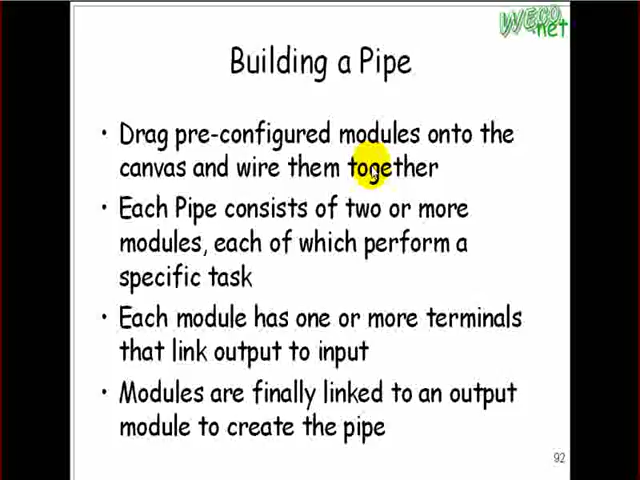 WECO
.net
Building a Pipe
• Drag pre-configured modules onto the
canvas and wire them together
• Each Pipe consists of two or more
modules, each of which perform a
specific task
• Each module has one or more terminals
that link output to input
• Modules are finally linked to an output
module to create the pipe
92